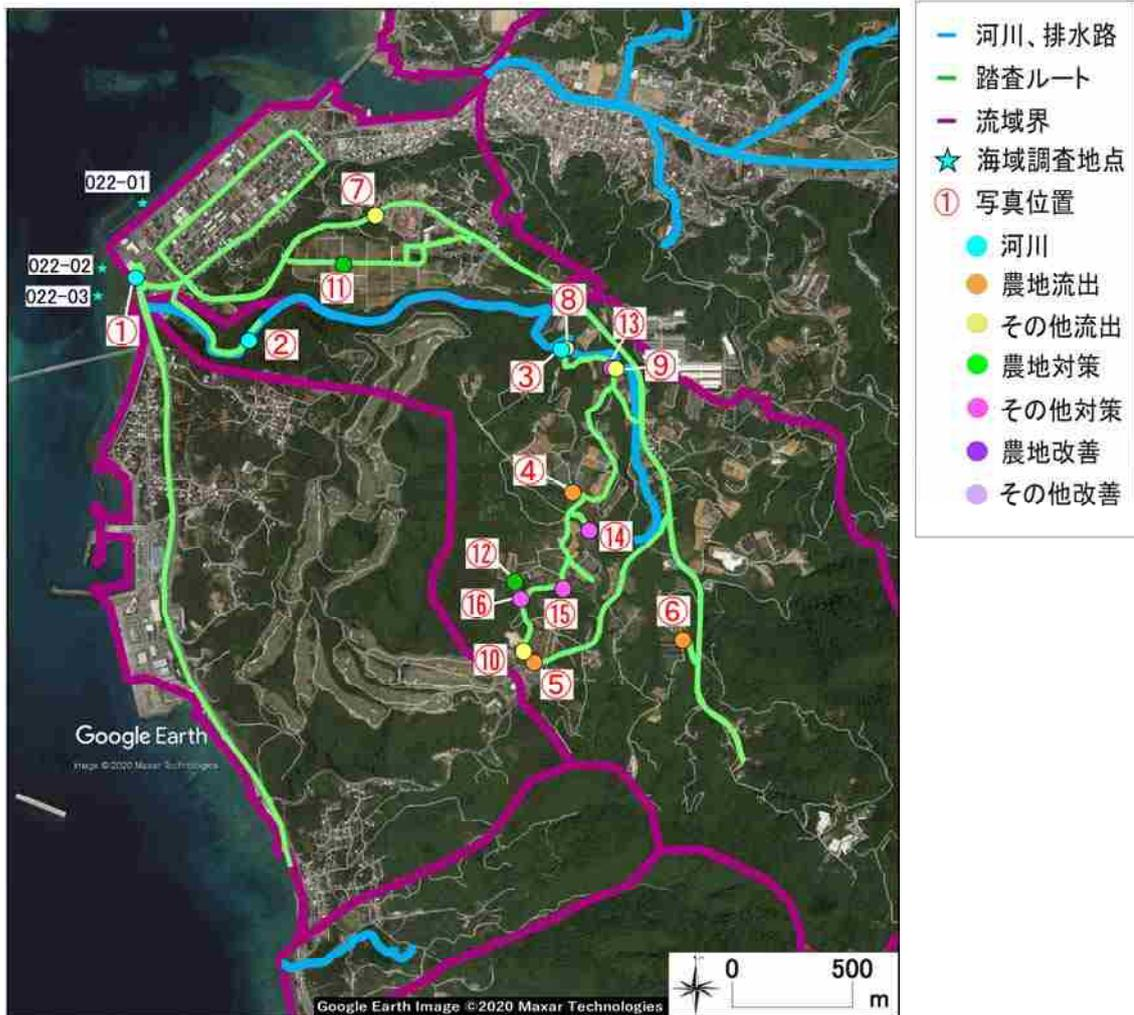 022-01
022-02
022-03
①
②
③
④
⑤
⑥
⑦
⑧
⑨
⑩
⑪
⑫
⑬
⑭
⑮
⑯
Google Earth
Image © 2020 Maxar Technologies
Google Earth Image ©2020 Maxar Technologies
0 500
m
河川、排水路
踏査ルート
流域界
海域調査地点
① 写真位置
河川
農地流出
その他流出
農地対策
その他対策
農地改善
その他改善